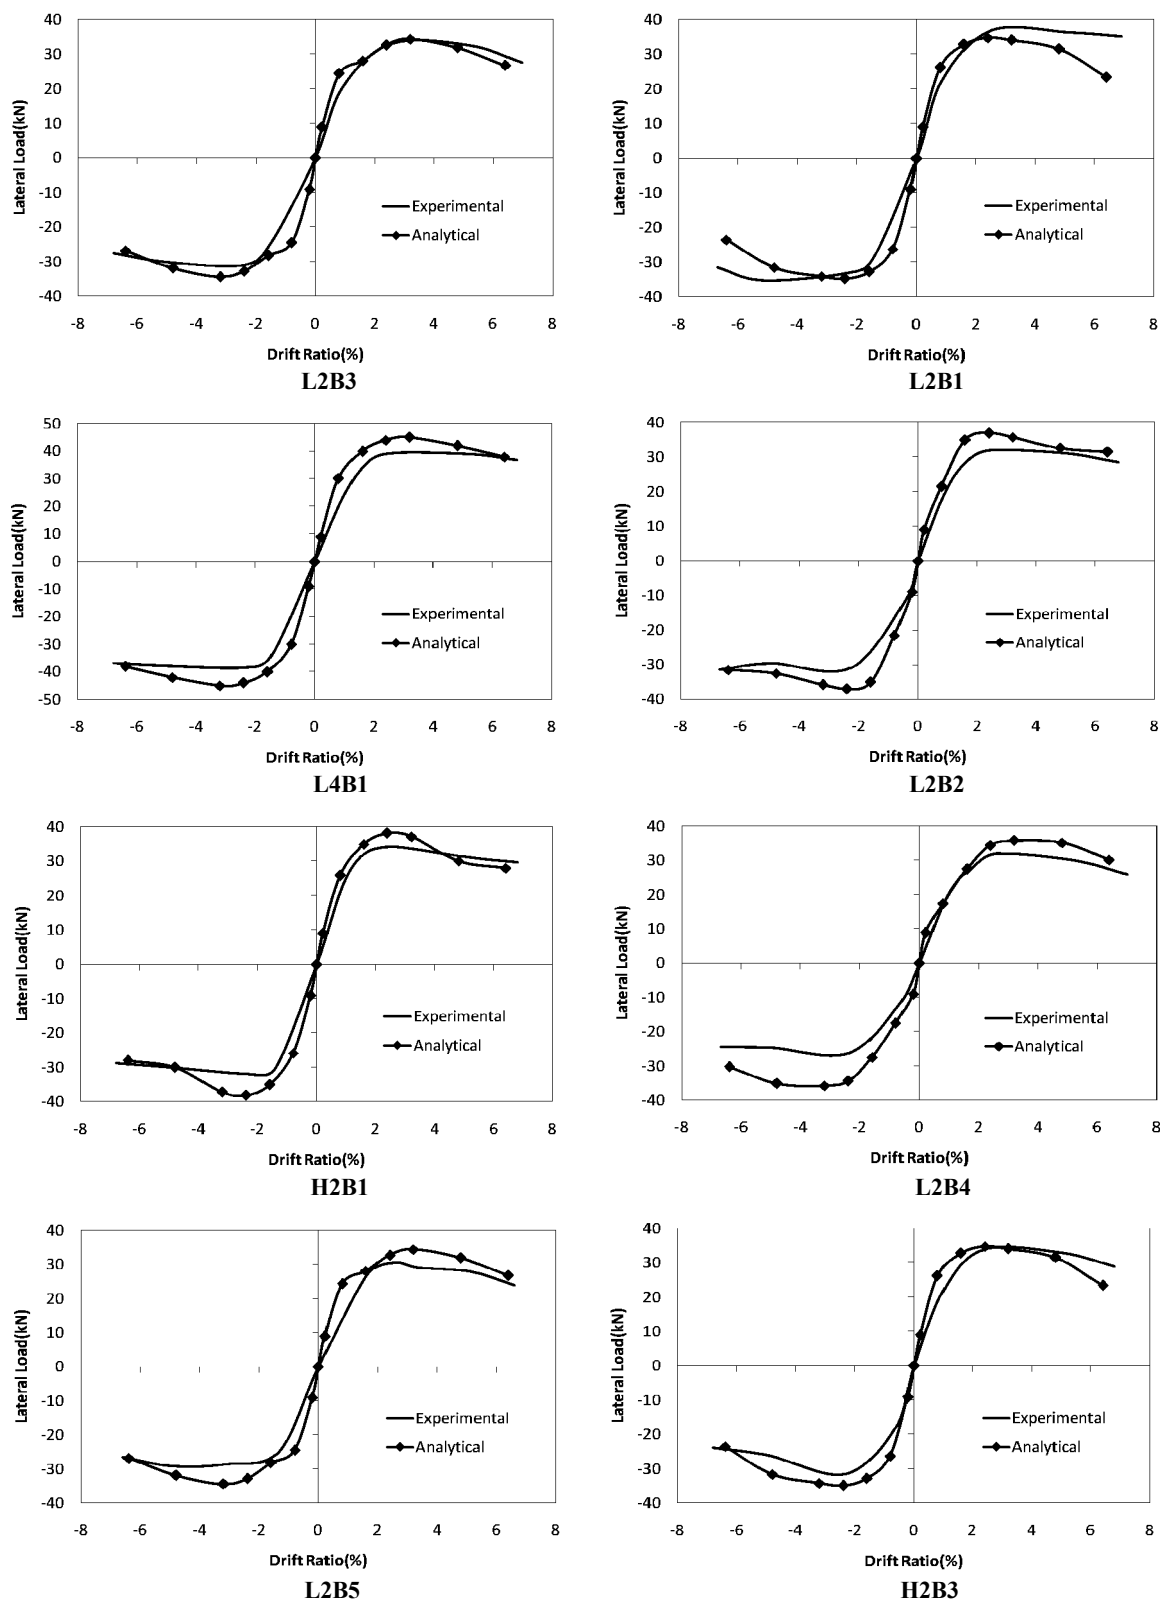 40
30
20
10
0
-10
-20
-30
-40
Lateral Load(kN)
Experimental
Analytical
-8 -6 -4 -2 0 2 4 6 8
Drift Ratio(%)
L2B3
40
30
20
10
0
-10
-20
-30
-40
Lateral Load(kN)
Experimental
Analytical
-8 -6 -4 -2 0 2 4 6 8
Drift Ratio(%)
L2B1
50
40
30
20
10
0
-10
-20
-30
-40
-50
Lateral Load(kN)
Experimental
Analytical
-8 -6 -4 -2 0 2 4 6 8
Drift Ratio(%)
L4B1
40
30
20
10
0
-10
-20
-30
-40
Lateral Load(kN)
Experimental
Analytical
-8 -6 -4 -2 0 2 4 6 8
Drift Ratio(%)
L2B2
40
30
20
10
0
-10
-20
-30
-40
Lateral Load(kN)
Experimental
Analytical
-8 -6 -4 -2 0 2 4 6 8
Drift Ratio(%)
H2B1
40
30
20
10
0
-10
-20
-30
-40
Lateral Load(kN)
Experimental
Analytical
-8 -6 -4 -2 0 2 4 6 8
Drift Ratio(%)
L2B4
40
30
20
10
0
-10
-20
-30
-40
Lateral Load(kN)
Experimental
Analytical
-8 -6 -4 -2 0 2 4 6 8
Drift Ratio(%)
L2B5
40
30
20
10
0
-10
-20
-30
-40
Lateral Load(kN)
Experimental
Analytical
-8 -6 -4 -2 0 2 4 6 8
Drift Ratio(%)
H2B3